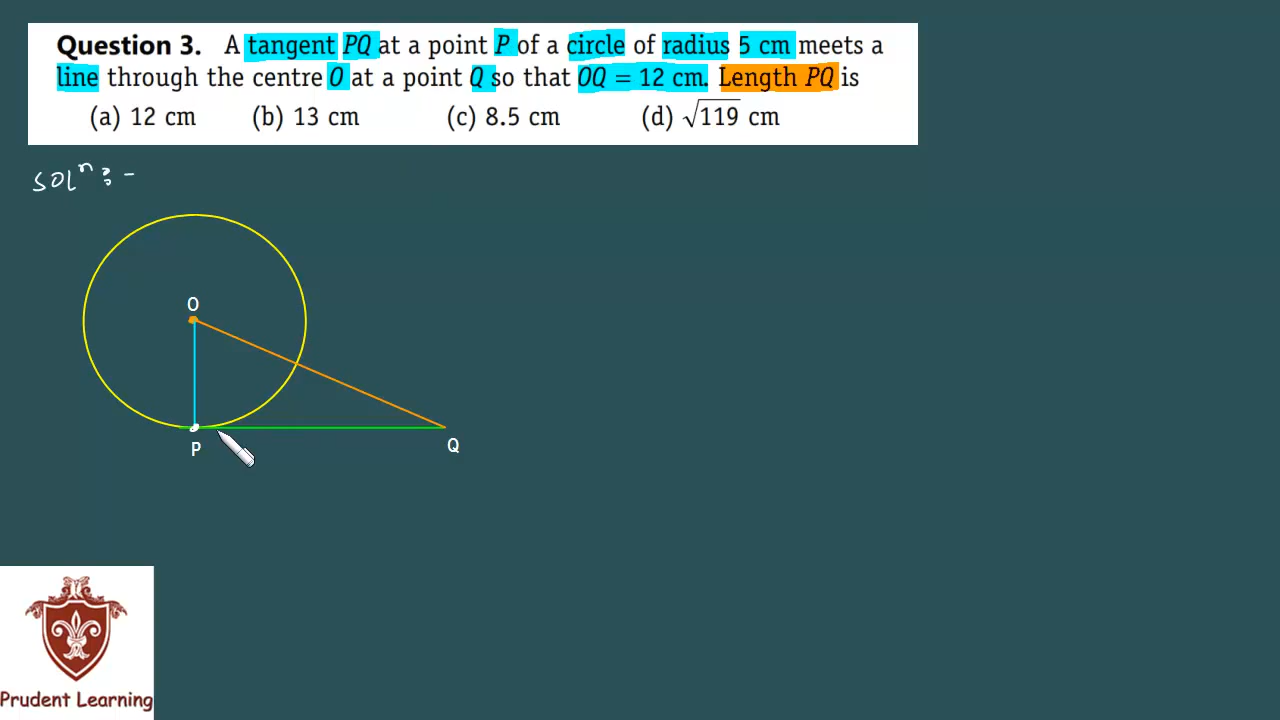 Question 3. A tangent PQ at a point P of a circle of radius 5 cm meets a
line through the centre O at a point Q so that OQ = 12 cm. Length PQ is
(a) 12 cm (b) 13 cm (c) 8.5 cm (d) √119 cm
SOLⁿ : -
O
P
Q
Prudent Learning